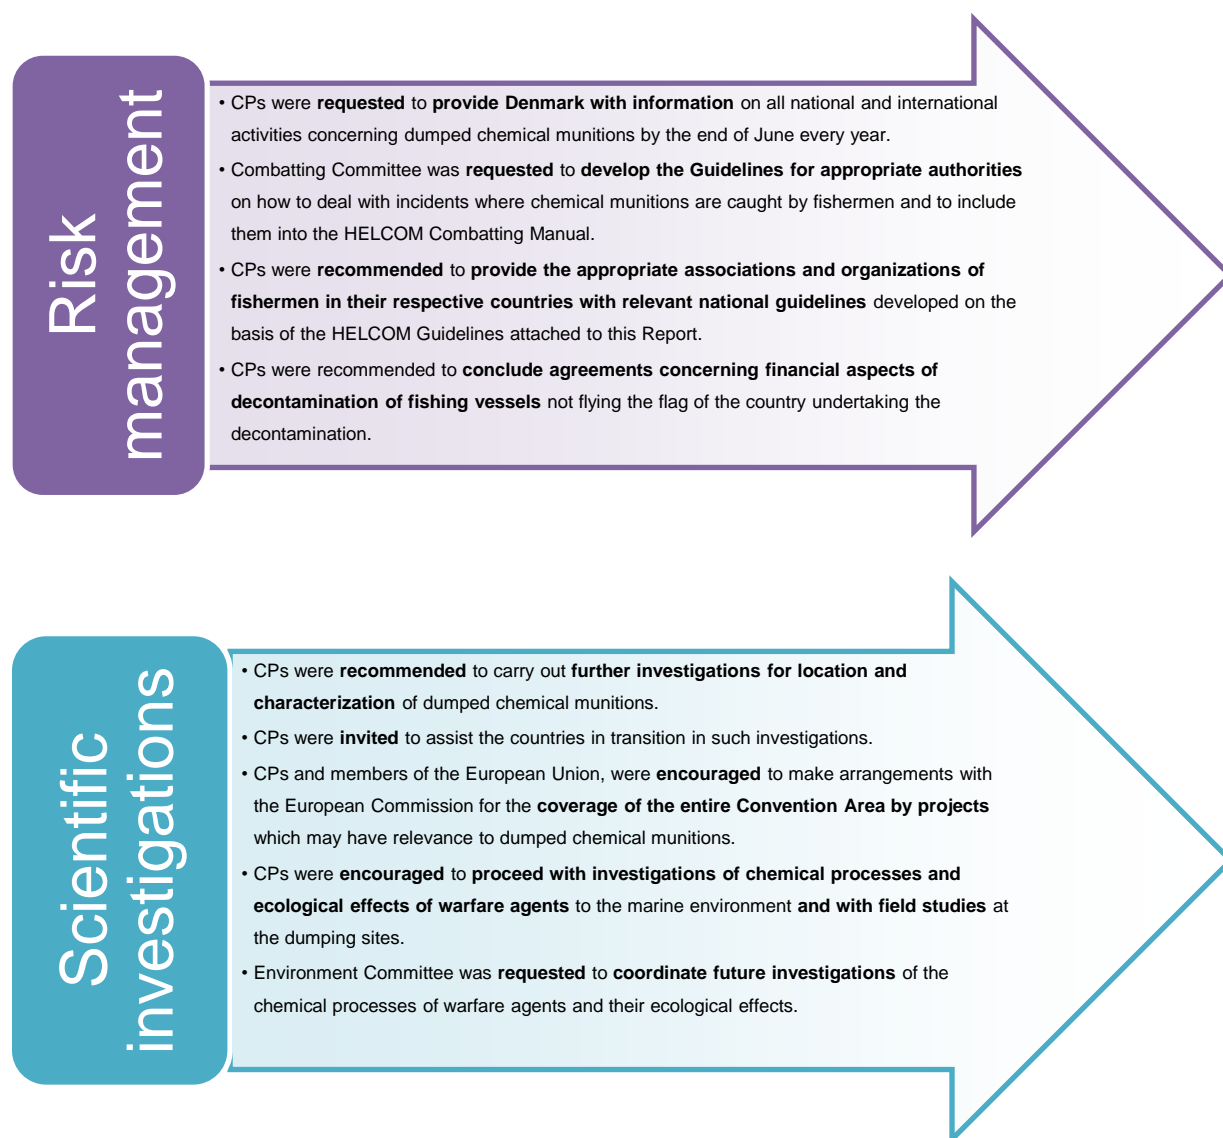 Risk
management
• CPs were requested to provide Denmark with information on all national and international
activities concerning dumped chemical munitions by the end of June every year.
• Combatting Committee was requested to develop the Guidelines for appropriate authorities
on how to deal with incidents where chemical munitions are caught by fishermen and to include
them into the HELCOM Combatting Manual.
• CPs were recommended to provide the appropriate associations and organizations of
fishermen in their respective countries with relevant national guidelines developed on the
basis of the HELCOM Guidelines attached to this Report.
• CPs were recommended to conclude agreements concerning financial aspects of
decontamination of fishing vessels not flying the flag of the country undertaking the
decontamination.
Scientific
investigations
• CPs were recommended to carry out further investigations for location and
characterization of dumped chemical munitions.
• CPs were invited to assist the countries in transition in such investigations.
• CPs and members of the European Union, were encouraged to make arrangements with
the European Commission for the coverage of the entire Convention Area by projects
which may have relevance to dumped chemical munitions.
• CPs were encouraged to proceed with investigations of chemical processes and
ecological effects of warfare agents to the marine environment and with field studies at
the dumping sites.
• Environment Committee was requested to coordinate future investigations of the
chemical processes of warfare agents and their ecological effects.